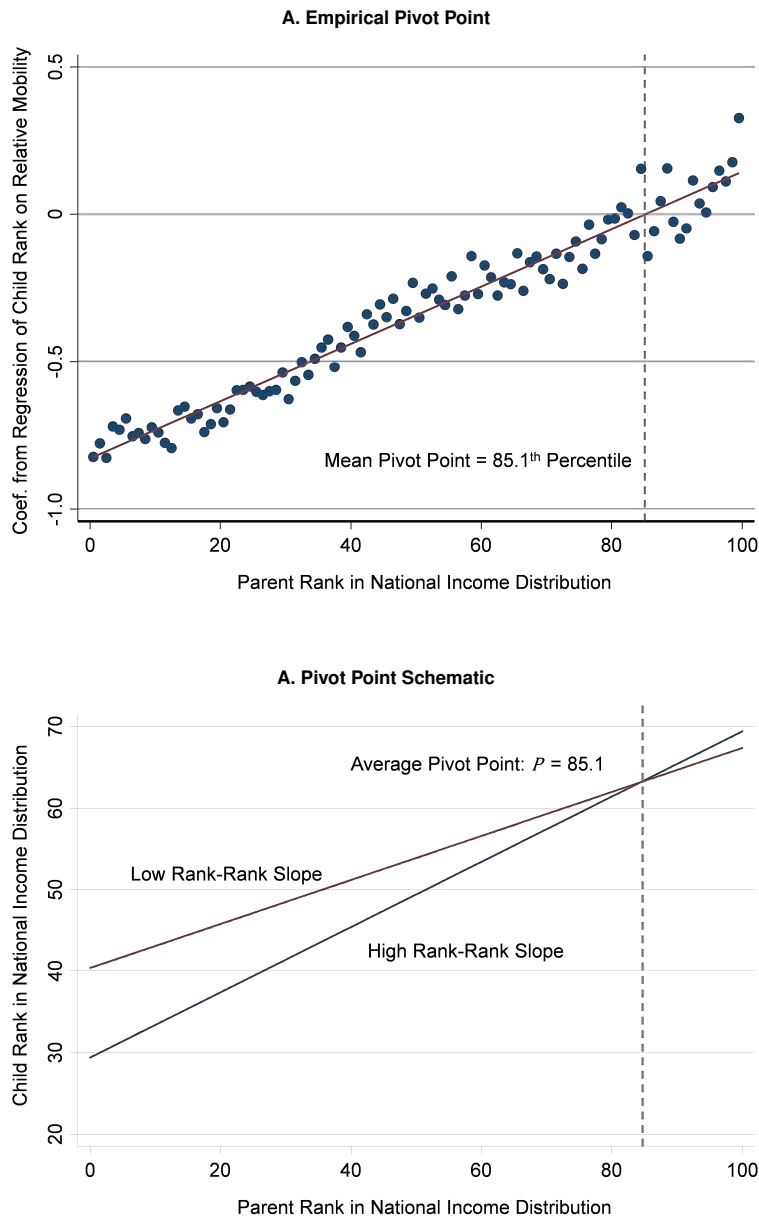 A. Empirical Pivot Point
Coef. from Regression of Child Rank on Relative Mobility
0.5
0
-0.5
-1.0
Mean Pivot Point = 85.1th Percentile
0 20 40 60 80 100
Parent Rank in National Income Distribution
A. Pivot Point Schematic
Child Rank in National Income Distribution
70
60
50
40
30
20
Average Pivot Point: P = 85.1
Low Rank-Rank Slope
High Rank-Rank Slope
0 20 40 60 80 100
Parent Rank in National Income Distribution